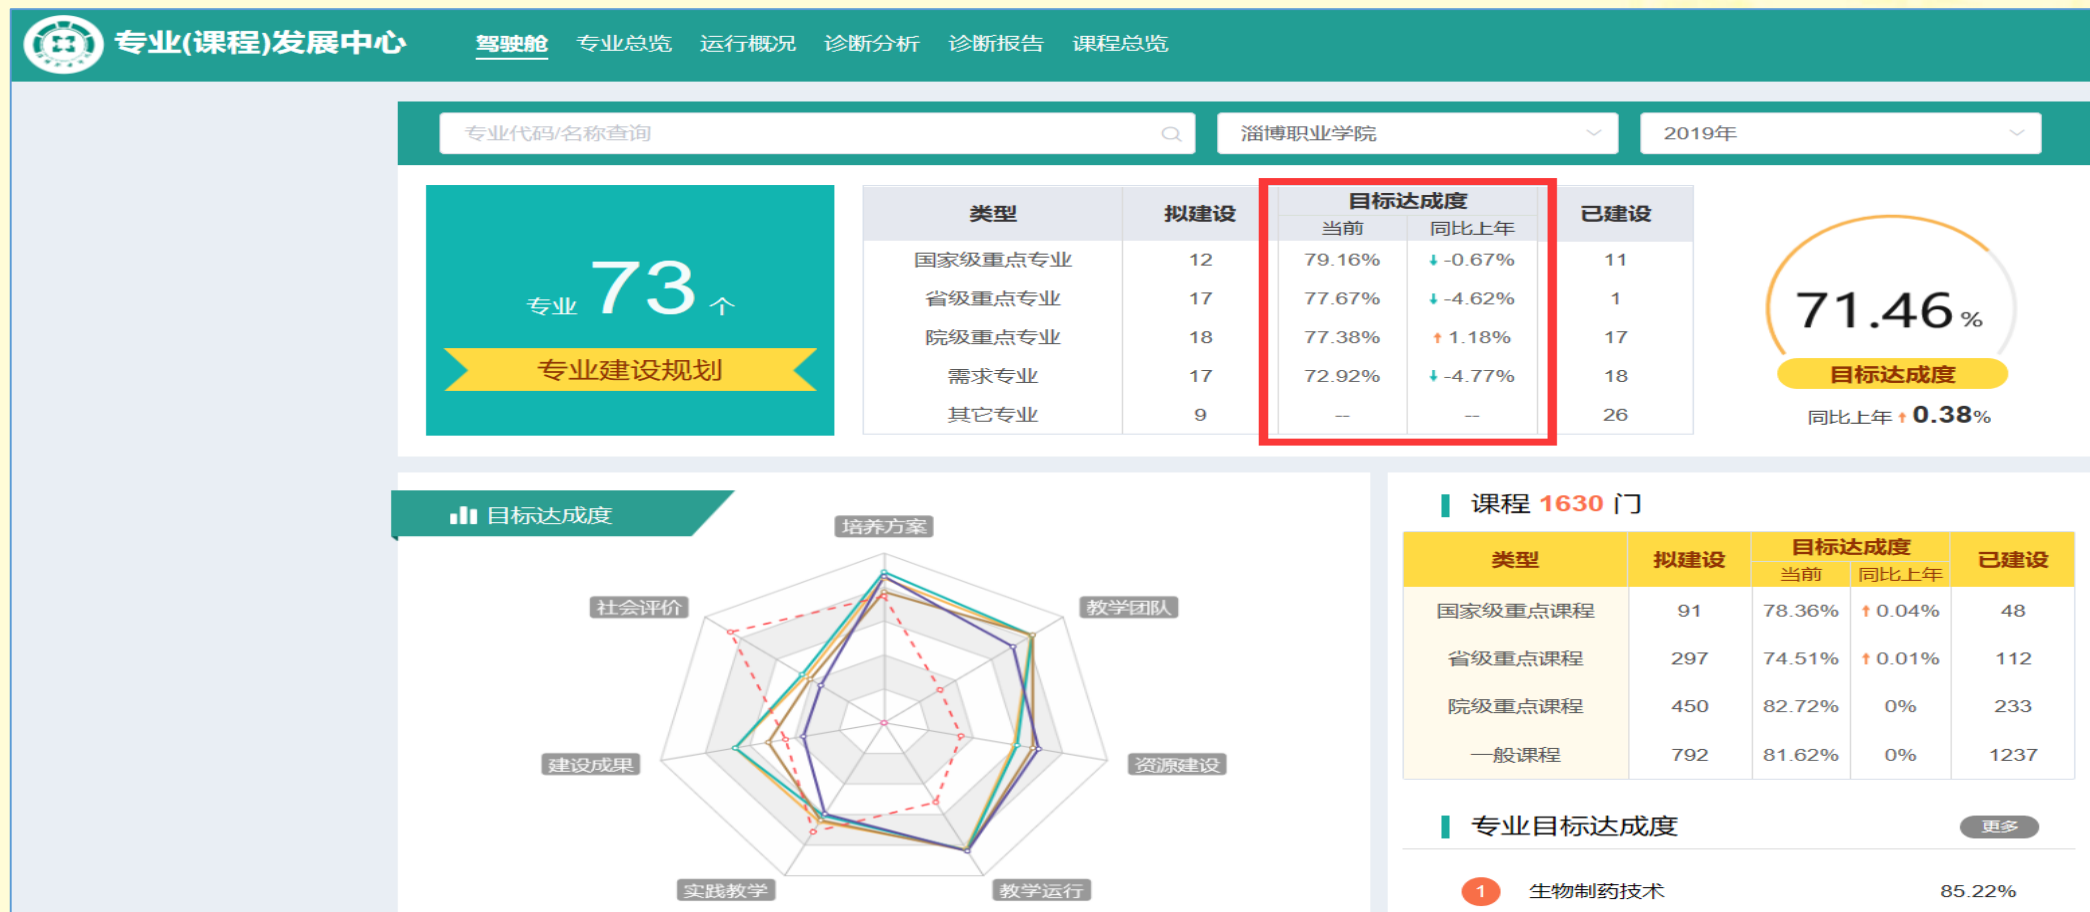 专业(课程)发展中心 驾驶舱 专业总览 运行概况 诊断分析 诊断报告 课程总览
专业代码/名称查询 淄博职业学院 2019年
专业 73 个
专业建设规划
类型 拟建设 目标达成度 已建设
当前 同比上年
国家级重点专业 12 79.16% ↓ -0.67% 11
省级重点专业 17 77.67% ↓ -4.62% 1
院级重点专业 18 77.38% ↑ 1.18% 17
需求专业 17 72.92% ↓ -4.77% 18
其它专业 9 -- -- 26
71.46 %
目标达成度
同比上年 ↑ 0.38%
目标达成度
培养方案
社会评价 教学团队
建设成果 资源建设
实践教学 教学运行
课程 1630 门
类型 拟建设 目标达成度 已建设
当前 同比上年
国家级重点课程 91 78.36% ↑ 0.04% 48
省级重点课程 297 74.51% ↑ 0.01% 112
院级重点课程 450 82.72% 0% 233
一般课程 792 81.62% 0% 1237
专业目标达成度 更多
1 生物制药技术 85.22%